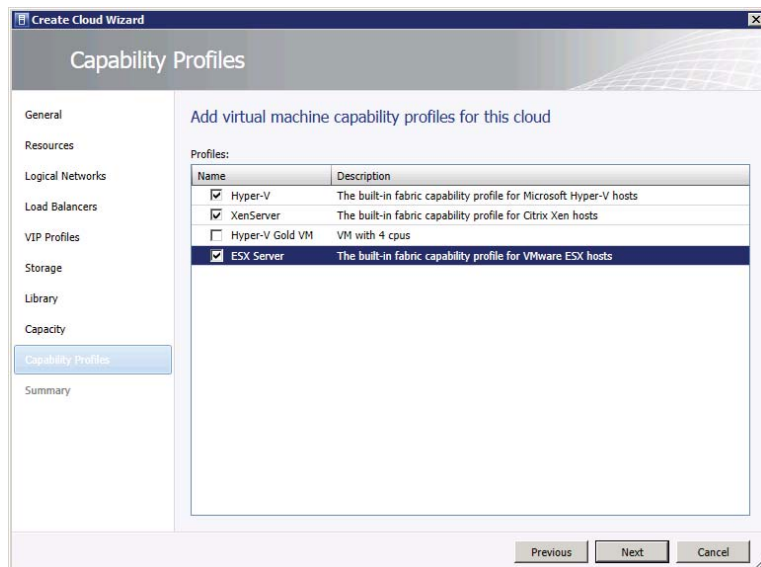 Create Cloud Wizard
Capability Profiles
General
Resources
Logical Networks
Load Balancers
VIP Profiles
Storage
Library
Capacity
Capability Profiles
Summary
Add virtual machine capability profiles for this cloud
Profiles:
Name Description
Hyper-V The built-in fabric capability profile for Microsoft Hyper-V hosts
XenServer The built-in fabric capability profile for Citrix Xen hosts
Hyper-V Gold VM VM with 4 cpus
ESX Server The built-in fabric capability profile for VMware ESX hosts
Previous Next Cancel